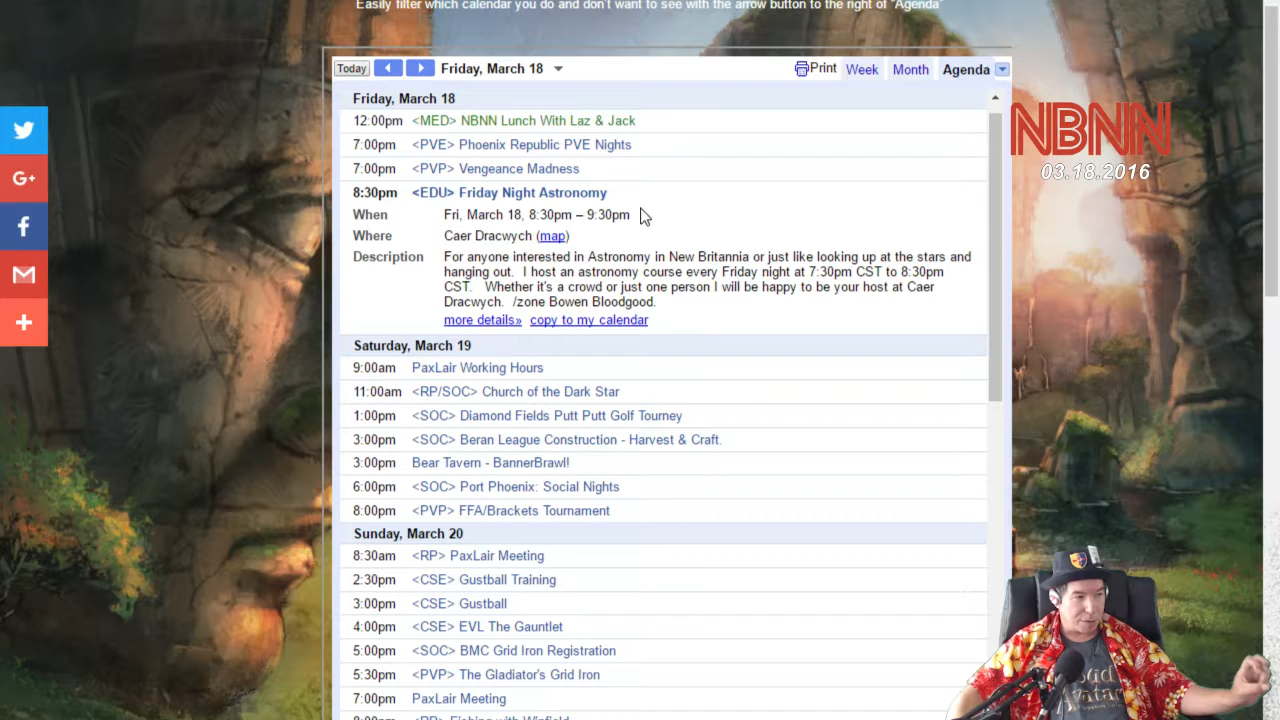 Easily filter which calendar you do and don't want to see with the arrow button to the right of "Agenda"
Today Friday, March 18 Print Week Month Agenda
Friday, March 18
12:00pm <MED> NBNN Lunch With Laz & Jack
7:00pm <PVE> Phoenix Republic PVE Nights
7:00pm <PVP> Vengeance Madness
8:30pm <EDU> Friday Night Astronomy
When Fri, March 18, 8:30pm – 9:30pm
Where Caer Dracwych (map)
Description For anyone interested in Astronomy in New Britannia or just like looking up at the stars and
hanging out. I host an astronomy course every Friday night at 7:30pm CST to 8:30pm
CST. Whether it's a crowd or just one person I will be happy to be your host at Caer
Dracwych. /zone Bowen Bloodgood.
more details» copy to my calendar
Saturday, March 19
9:00am PaxLair Working Hours
11:00am <RP/SOC> Church of the Dark Star
1:00pm <SOC> Diamond Fields Putt Putt Golf Tourney
3:00pm <SOC> Beran League Construction - Harvest & Craft.
3:00pm Bear Tavern - BannerBrawl!
6:00pm <SOC> Port Phoenix: Social Nights
8:00pm <PVP> FFA/Brackets Tournament
Sunday, March 20
8:30am <RP> PaxLair Meeting
2:30pm <CSE> Gustball Training
3:00pm <CSE> Gustball
4:00pm <CSE> EVL The Gauntlet
5:00pm <SOC> BMC Grid Iron Registration
5:30pm <PVP> The Gladiator's Grid Iron
7:00pm PaxLair Meeting
8:00pm <RP> Fishing with Winfield
G+
NBNN
03.18.2016
Avatar